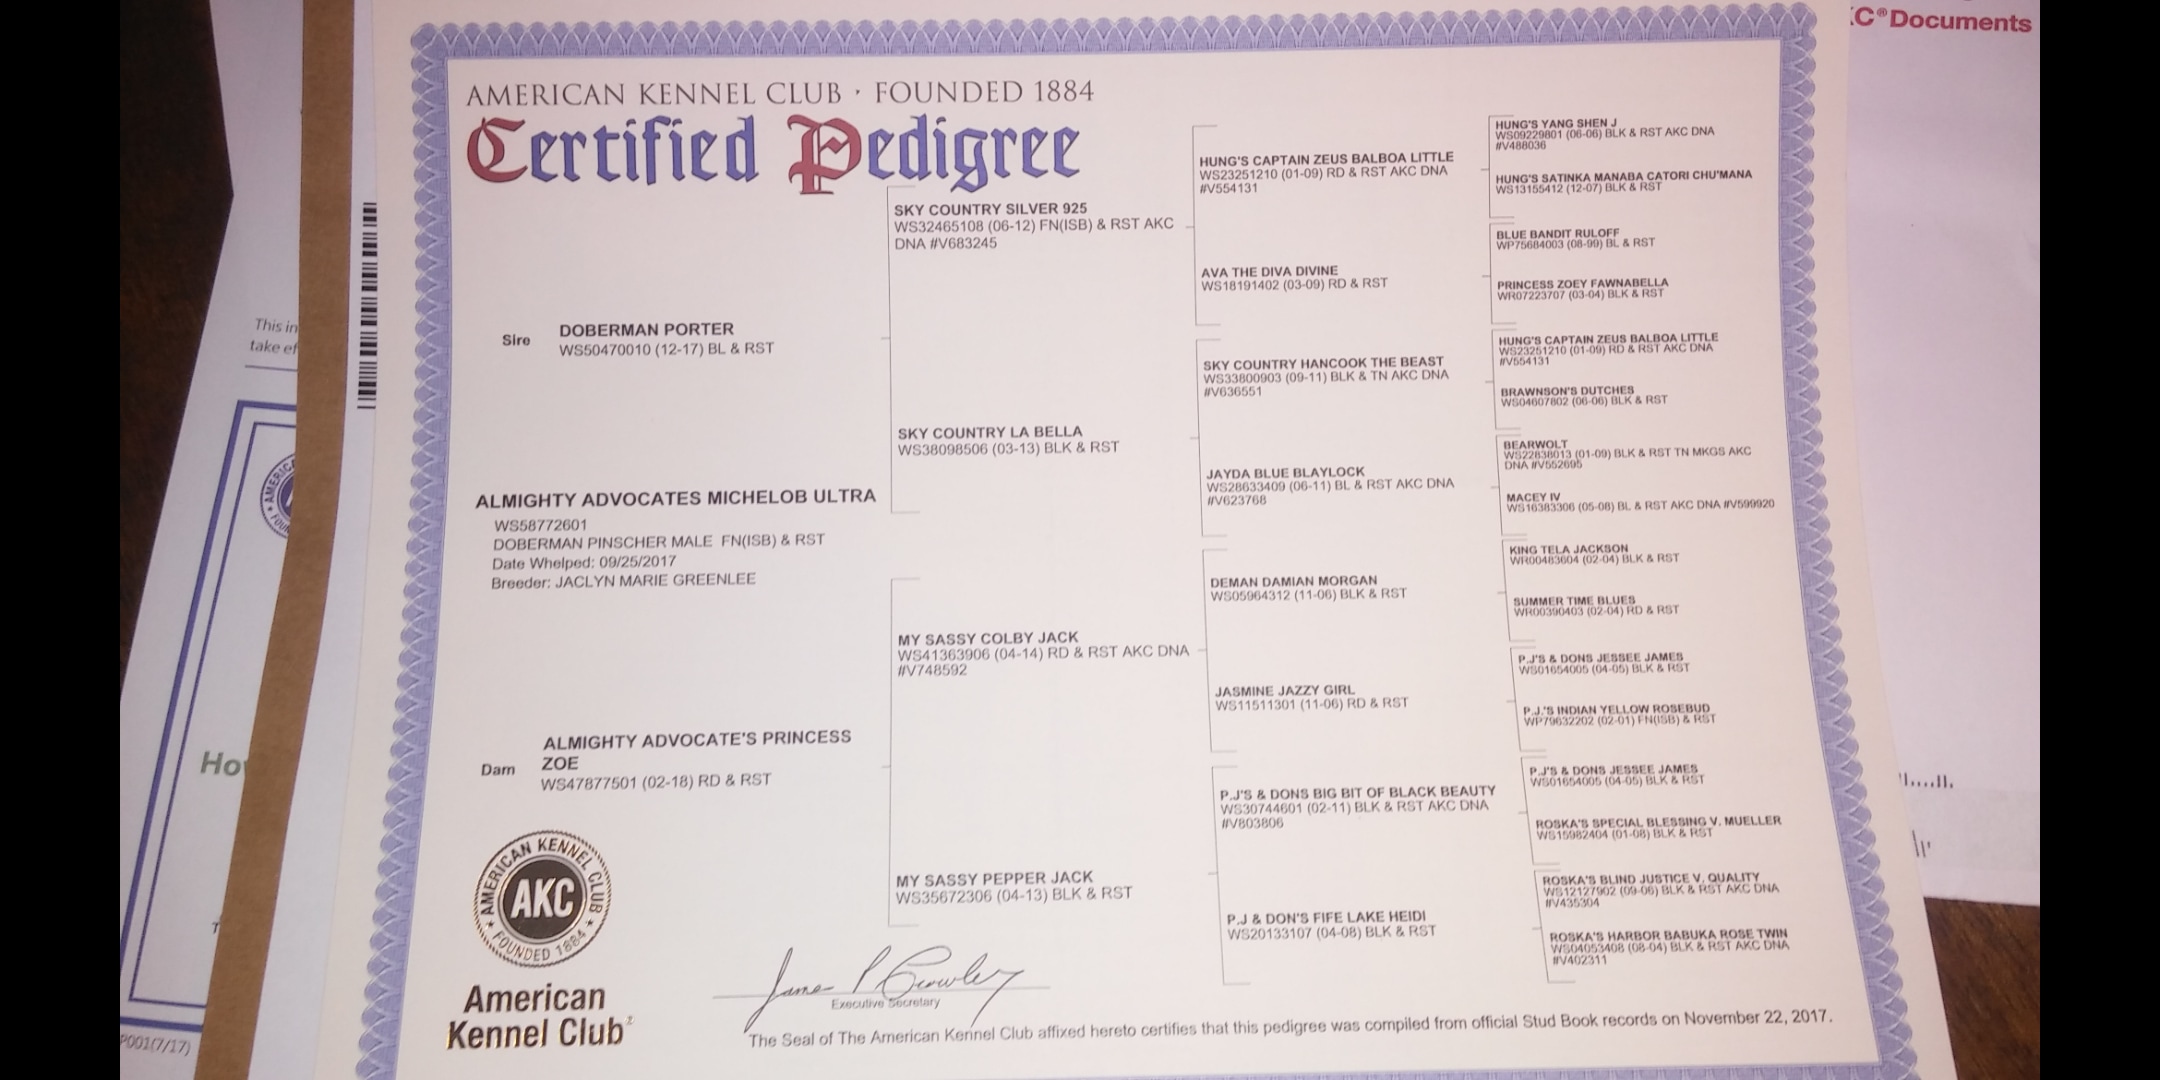 C® Documents
AMERICAN KENNEL CLUB · FOUNDED 1884
Certified Pedigree
Sire
DOBERMAN PORTER
WS50470010 (12-17) BL & RST
ALMIGHTY ADVOCATES MICHELOB ULTRA
WS58772601
DOBERMAN PINSCHER MALE FN(ISB) & RST
Date Whelped: 09/25/2017
Breeder: JACLYN MARIE GREENLEE
Dam
ALMIGHTY ADVOCATE'S PRINCESS
ZOE
WS47877501 (02-18) RD & RST
SKY COUNTRY SILVER 925
WS32465108 (06-12) FN(ISB) & RST AKC
DNA #V683245
SKY COUNTRY LA BELLA
WS38098506 (03-13) BLK & RST
MY SASSY COLBY JACK
WS41363906 (04-14) RD & RST AKC DNA
#V748592
MY SASSY PEPPER JACK
WS35672306 (04-13) BLK & RST
HUNG'S CAPTAIN ZEUS BALBOA LITTLE
WS23251210 (01-09) RD & RST AKC DNA
#V554131
AVA THE DIVA DIVINE
WS18191402 (03-09) RD & RST
SKY COUNTRY HANCOOK THE BEAST
WS33800903 (09-11) BLK & TN AKC DNA
#V636551
JAYDA BLUE BLAYLOCK
WS28633409 (06-11) BL & RST AKC DNA
#V623768
DEMAN DAMIAN MORGAN
WS05964312 (11-06) BLK & RST
JASMINE JAZZY GIRL
WS11511301 (11-06) RD & RST
P.J'S & DONS BIG BIT OF BLACK BEAUTY
WS30744601 (02-11) BLK & RST AKC DNA
#V803806
P.J & DON'S FIFE LAKE HEIDI
WS20133107 (04-08) BLK & RST
HUNG'S YANG SHEN J
WS09229801 (06-06) BLK & RST AKC DNA
#V488036
HUNG'S SATINKA MANABA CATORI CHU'MANA
WS13155412 (12-07) BLK & RST
BLUE BANDIT RULOFF
WP75684003 (08-99) BL & RST
PRINCESS ZOEY FAWNABELLA
WR07223707 (03-04) BLK & RST
HUNG'S CAPTAIN ZEUS BALBOA LITTLE
WS23251210 (01-09) RD & RST AKC DNA
#V554131
BRAWNSON'S DUTCHES
WS04607802 (06-06) BLK & RST
BEARWOLT
WS22838013 (01-09) BLK & RST TN MKGS AKC
DNA #V552695
MACEY IV
WS16383306 (05-08) BL & RST AKC DNA #V599920
KING TELA JACKSON
WR00483604 (02-04) BLK & RST
SUMMER TIME BLUES
WR00390403 (02-04) RD & RST
P.J'S & DONS JESSEE JAMES
WS01654005 (04-05) BLK & RST
P.J.'S INDIAN YELLOW ROSEBUD
WP79632202 (02-01) FN(ISB) & RST
P.J'S & DONS JESSEE JAMES
WS01654005 (04-05) BLK & RST
ROSKA'S SPECIAL BLESSING V. MUELLER
WS15982404 (01-08) BLK & RST
ROSKA'S BLIND JUSTICE V. QUALITY
WS12127902 (09-06) BLK & RST AKC DNA
#V435304
ROSKA'S HARBOR BABUKA ROSE TWIN
WS04053408 (08-04) BLK & RST AKC DNA
#V402311
AMERICAN KENNEL CLUB
AKC
FOUNDED 1884
American
Kennel Club
James P Crowley
Executive Secretary
The Seal of The American Kennel Club affixed hereto certifies that this pedigree was compiled from official Stud Book records on November 22, 2017.
This in
take ef
Ho
P001(7/17)